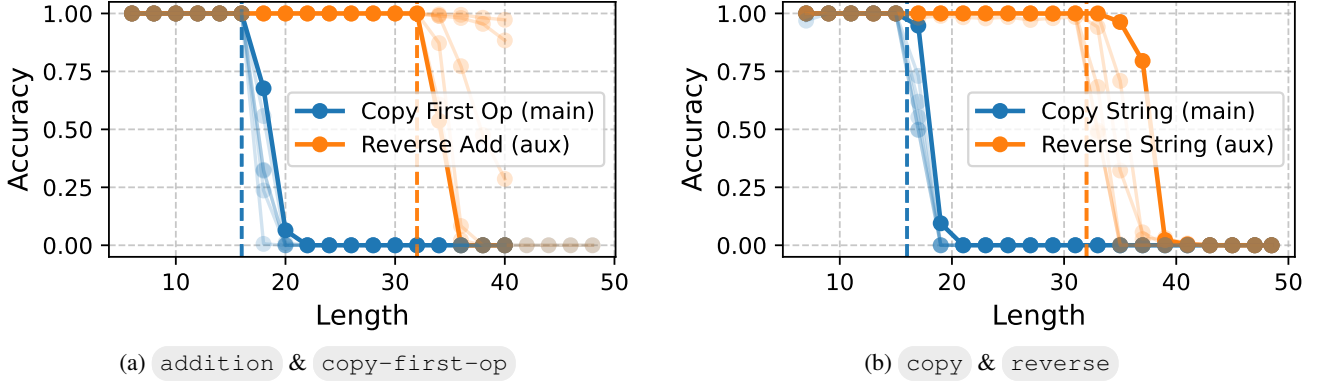 1.00
0.75
0.50
0.25
0.00
Accuracy
Copy First Op (main)
Reverse Add (aux)
10 20 30 40 50
Length
(a) addition & copy-first-op
1.00
0.75
0.50
0.25
0.00
Accuracy
Copy String (main)
Reverse String (aux)
10 20 30 40 50
Length
(b) copy & reverse